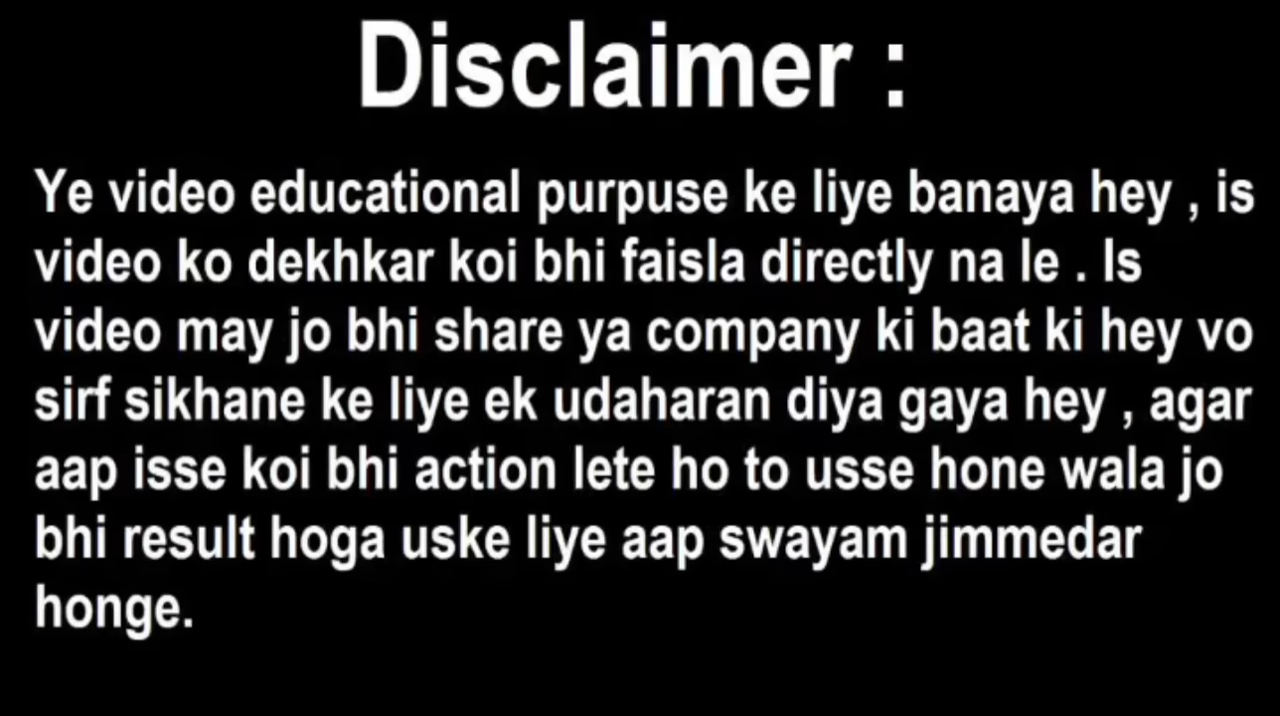 Disclaimer :
Ye video educational purpuse ke liye banaya hey , is
video ko dekhkar koi bhi faisla directly na le . Is
video may jo bhi share ya company ki baat ki hey vo
sirf sikhane ke liye ek udaharan diya gaya hey , agar
aap isse koi bhi action lete ho to usse hone wala jo
bhi result hoga uske liye aap swayam jimmedar
honge.